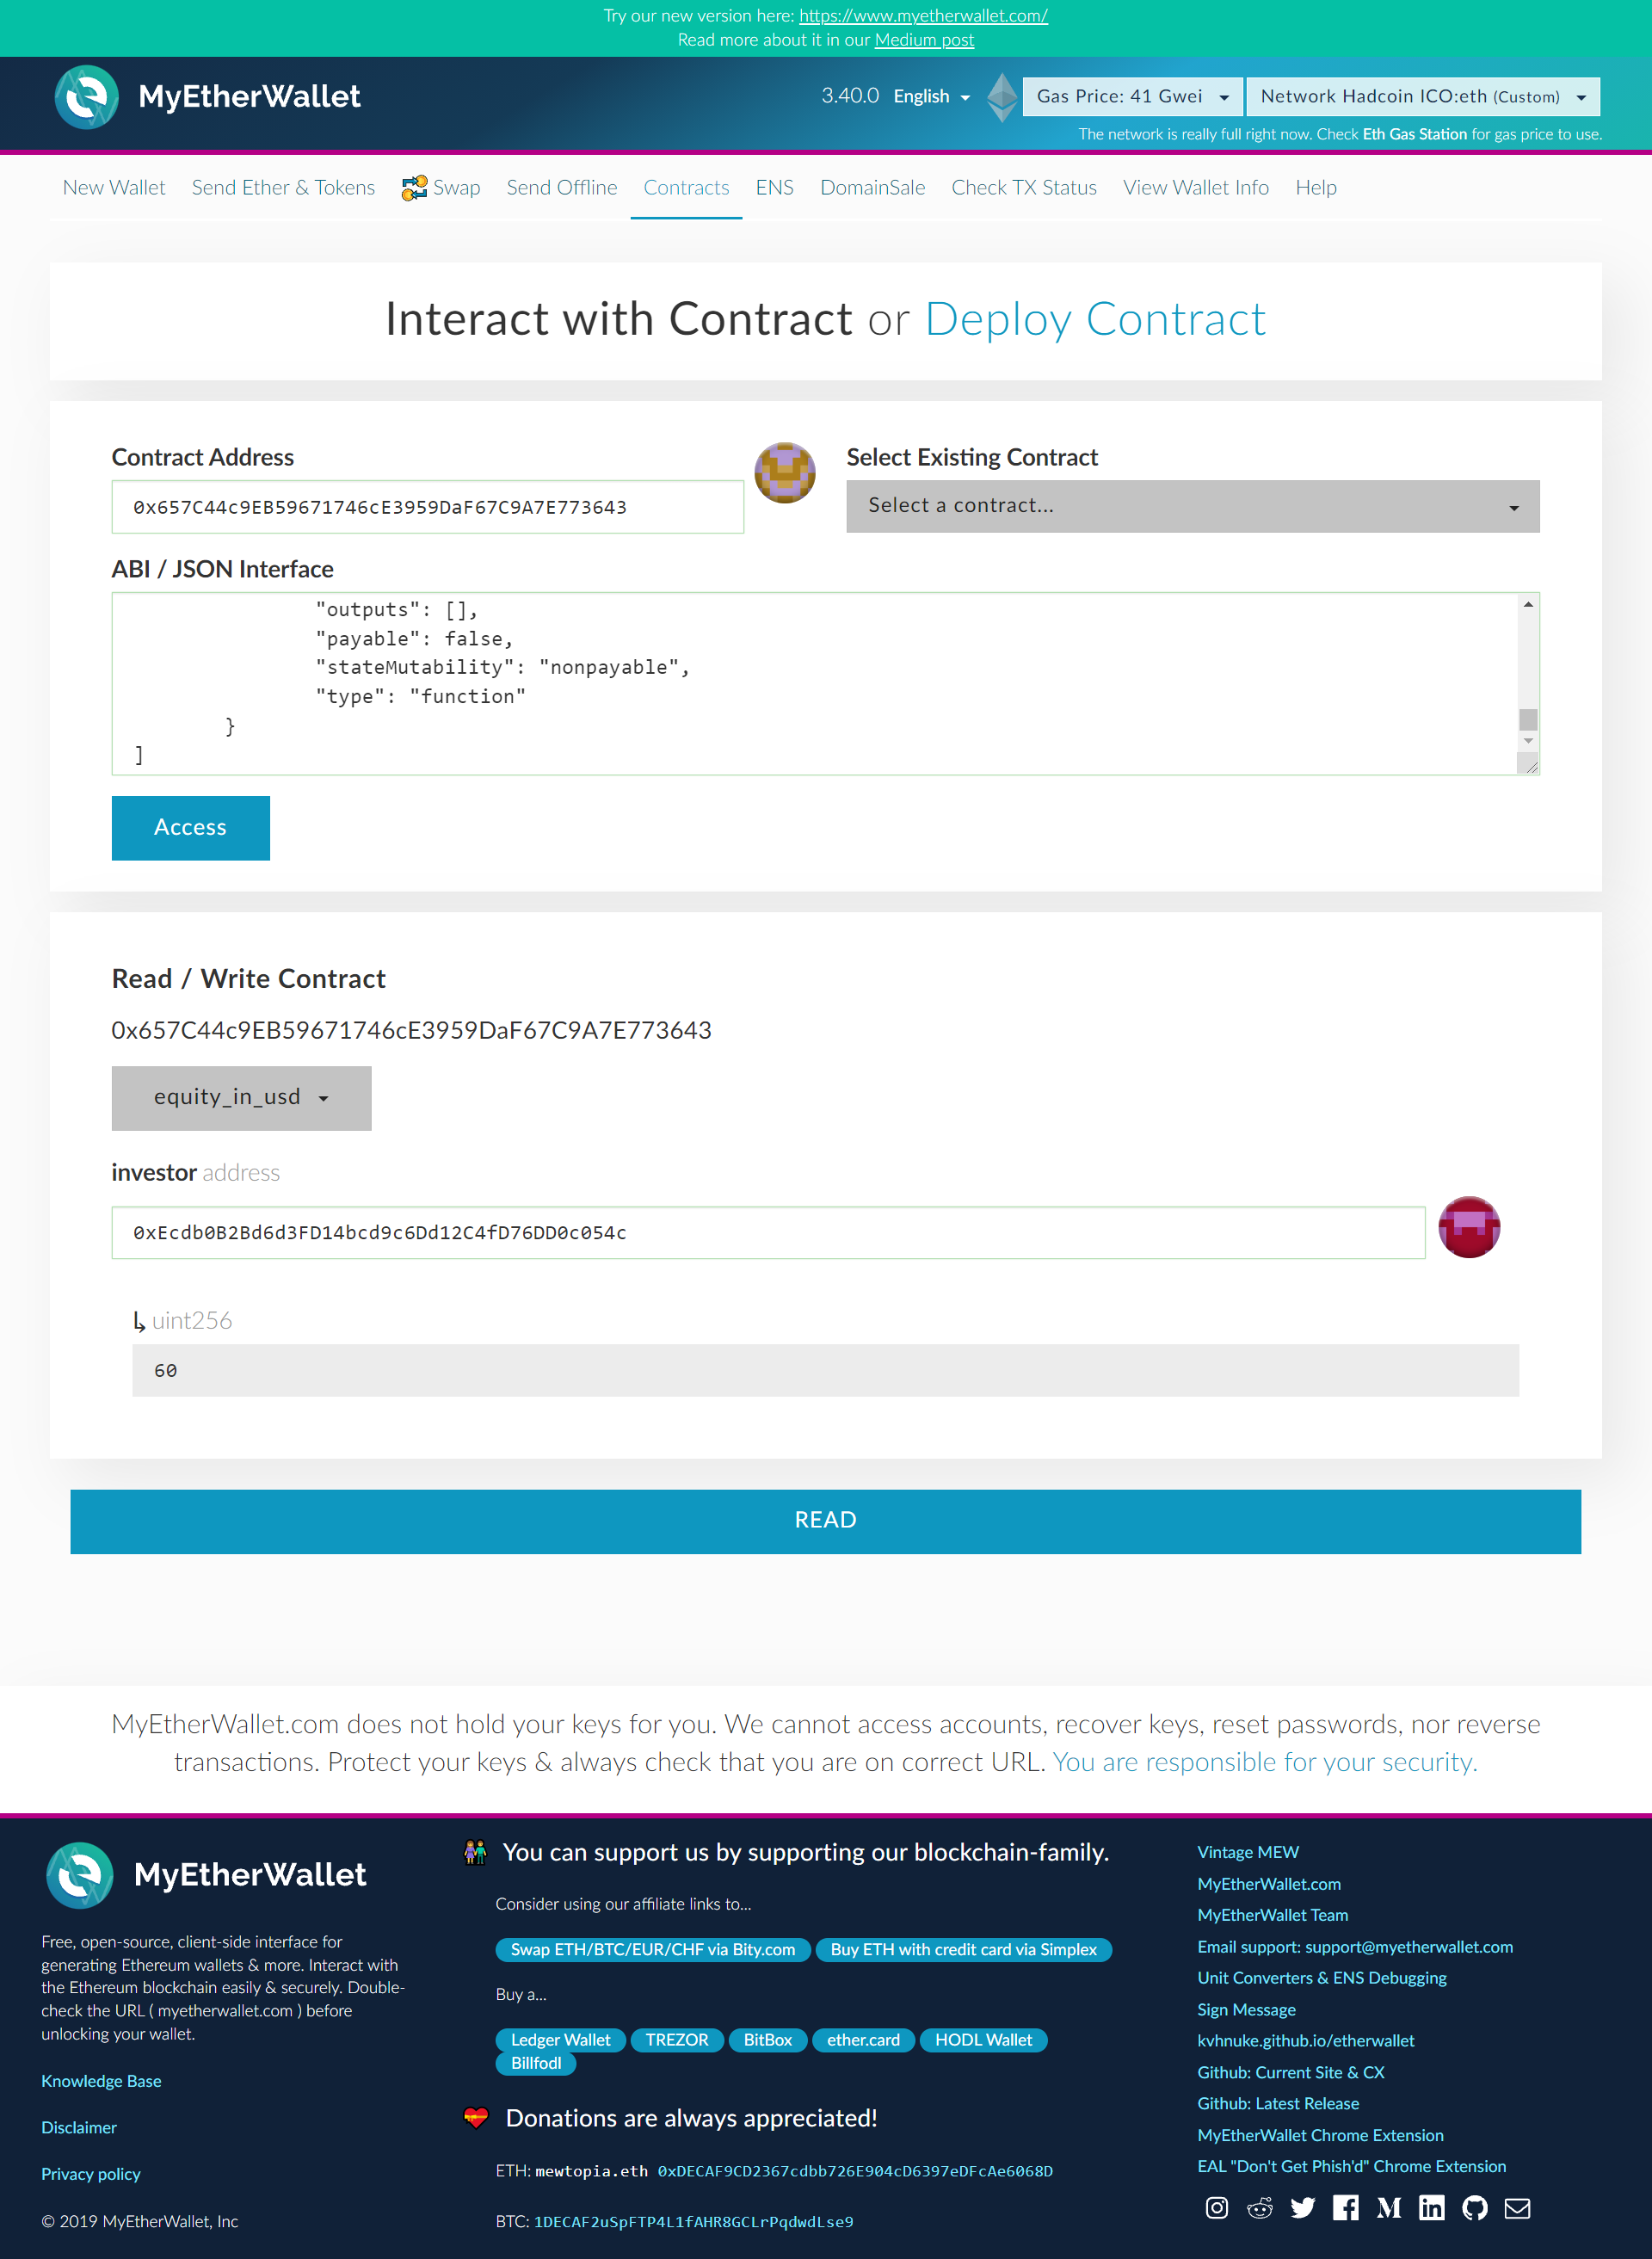 Try our new version here: https://www.myetherwallet.com/
Read more about it in our Medium post
MyEtherWallet
3.40.0 English
Gas Price: 41 Gwei
Network Hadcoin ICO:eth (Custom)
The network is really full right now. Check Eth Gas Station for gas price to use.
New Wallet Send Ether & Tokens Swap Send Offline Contracts ENS DomainSale Check TX Status View Wallet Info Help
Interact with Contract or Deploy Contract
Contract Address
0x657C44c9EB59671746cE3959DaF67C9A7E773643
Select Existing Contract
Select a contract...
ABI / JSON Interface
"outputs": [],
"payable": false,
"stateMutability": "nonpayable",
"type": "function"
}
]
Access
Read / Write Contract
0x657C44c9EB59671746cE3959DaF67C9A7E773643
equity_in_usd
investor address
0xEcdb0B2Bd6d3FD14bcd9c6Dd12C4fD76DD0c054c
↳ uint256
60
READ
MyEtherWallet.com does not hold your keys for you. We cannot access accounts, recover keys, reset passwords, nor reverse
transactions. Protect your keys & always check that you are on correct URL. You are responsible for your security.
MyEtherWallet
Free, open-source, client-side interface for
generating Ethereum wallets & more. Interact with
the Ethereum blockchain easily & securely. Double-
check the URL ( myetherwallet.com ) before
unlocking your wallet.
Knowledge Base
Disclaimer
Privacy policy
© 2019 MyEtherWallet, Inc
You can support us by supporting our blockchain-family.
Consider using our affiliate links to...
Swap ETH/BTC/EUR/CHF via Bity.com Buy ETH with credit card via Simplex
Buy a...
Ledger Wallet TREZOR BitBox ether.card HODL Wallet
Billfodl
Donations are always appreciated!
ETH: mewtopia.eth 0xDECAF9CD2367cdbb726E904cD6397eDFcAe6068D
BTC: 1DECAF2uSpFTP4L1fAHR8GCLrPqdwdLse9
Vintage MEW
MyEtherWallet.com
MyEtherWallet Team
Email support: support@myetherwallet.com
Unit Converters & ENS Debugging
Sign Message
kvhnuke.github.io/etherwallet
Github: Current Site & CX
Github: Latest Release
MyEtherWallet Chrome Extension
EAL "Don't Get Phish'd" Chrome Extension